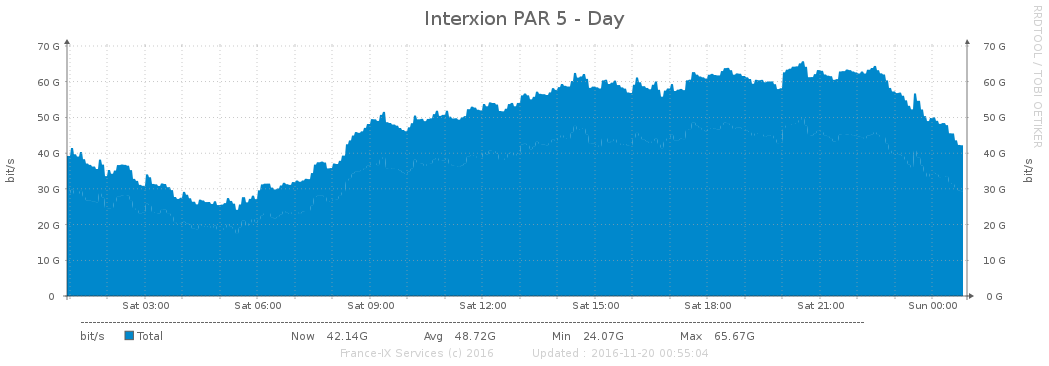 Interxion PAR 5 - Day
RRDTOOL / TOBI OETIKER
bit/s
70 G
60 G
50 G
40 G
30 G
20 G
10 G
0
70 G
60 G
50 G
40 G
30 G
20 G
10 G
0 G
bit/s
Sat 03:00 Sat 06:00 Sat 09:00 Sat 12:00 Sat 15:00 Sat 18:00 Sat 21:00 Sun 00:00
bit/s Total Now 42.14G Avg 48.72G Min 24.07G Max 65.67G
France-IX Services (c) 2016 Updated : 2016-11-20 00:55:04